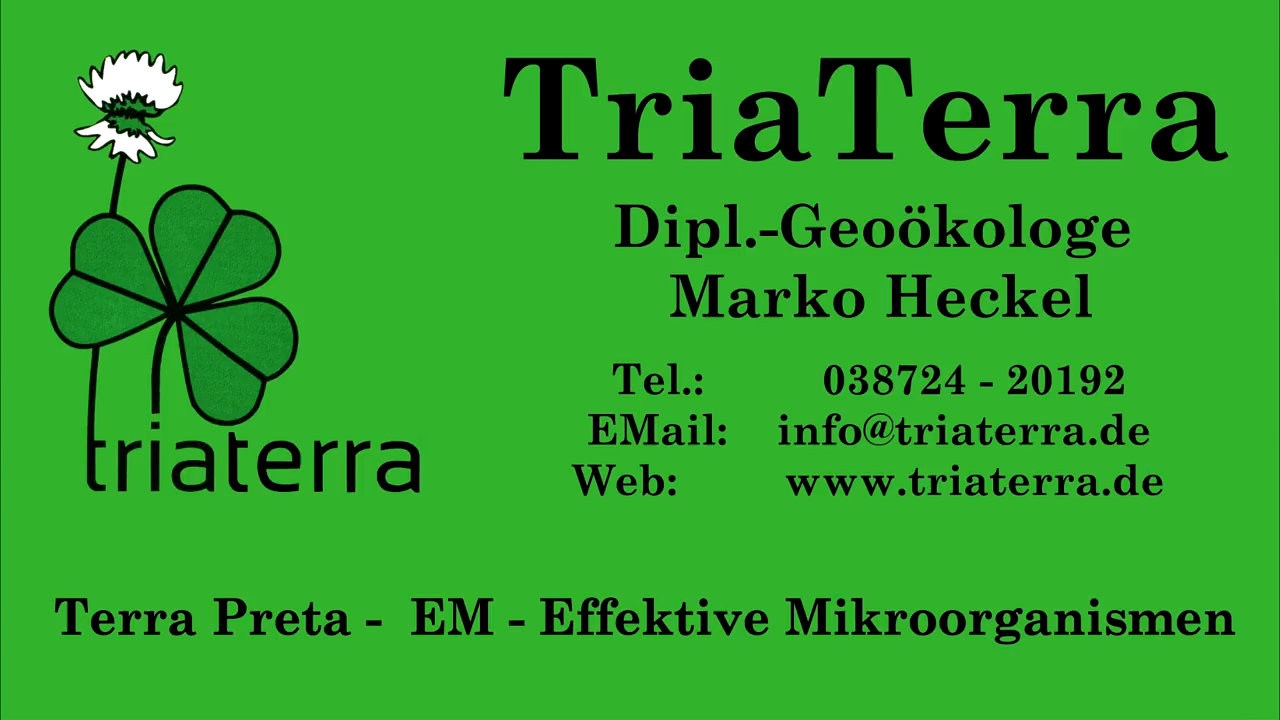 TriaTerra
Dipl.-Geoökologe
Marko Heckel
Tel.: 038724 - 20192
EMail: info@triaterra.de
Web: www.triaterra.de
triaterra
Terra Preta - EM - Effektive Mikroorganismen